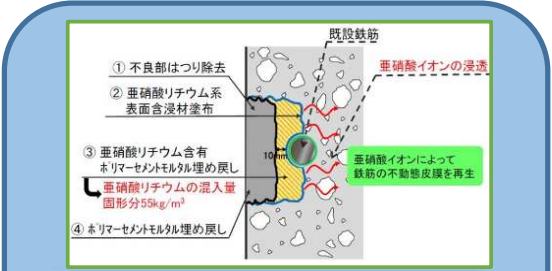 既設鉄筋
① 不良部はつり除去
亜硝酸イオンの浸透
② 亜硝酸リチウム系
表面含浸材塗布
③ 亜硝酸リチウム含有
ポリマーセメントモルタル埋め戻し
10mm
亜硝酸イオンによって
鉄筋の不動態皮膜を再生
亜硝酸リチウムの混入量
固形分55kg/m³
④ ポリマーセメントモルタル埋め戻し